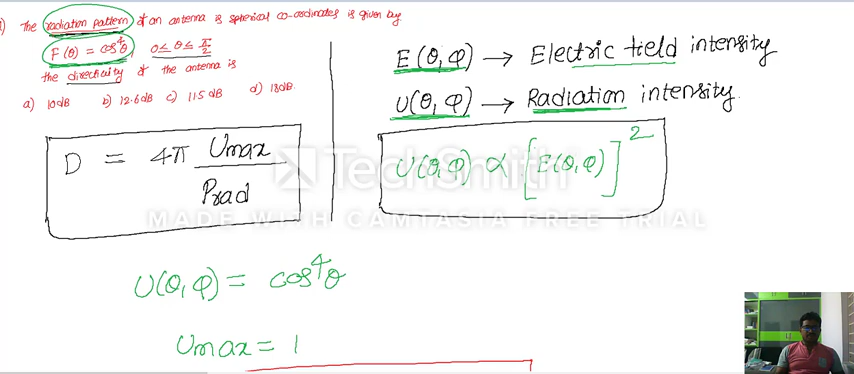 1) The radiation pattern of an antenna is spherical co-ordinates is given by
F(θ) = cos⁴θ, 0 ≤ θ ≤ π/2
the directivity of the antenna is
a) 10dB b) 12.6dB c) 11.5dB d) 18dB.
D = 4π Umax / Prad
E(θ,φ) → Electric field intensity
U(θ,φ) → Radiation intensity.
U(θ,φ) ∝ [E(θ,φ)]²
TechSmith
MADE WITH CAMTASIA FREE TRIAL
U(θ,φ) = cos⁴θ
Umax = 1